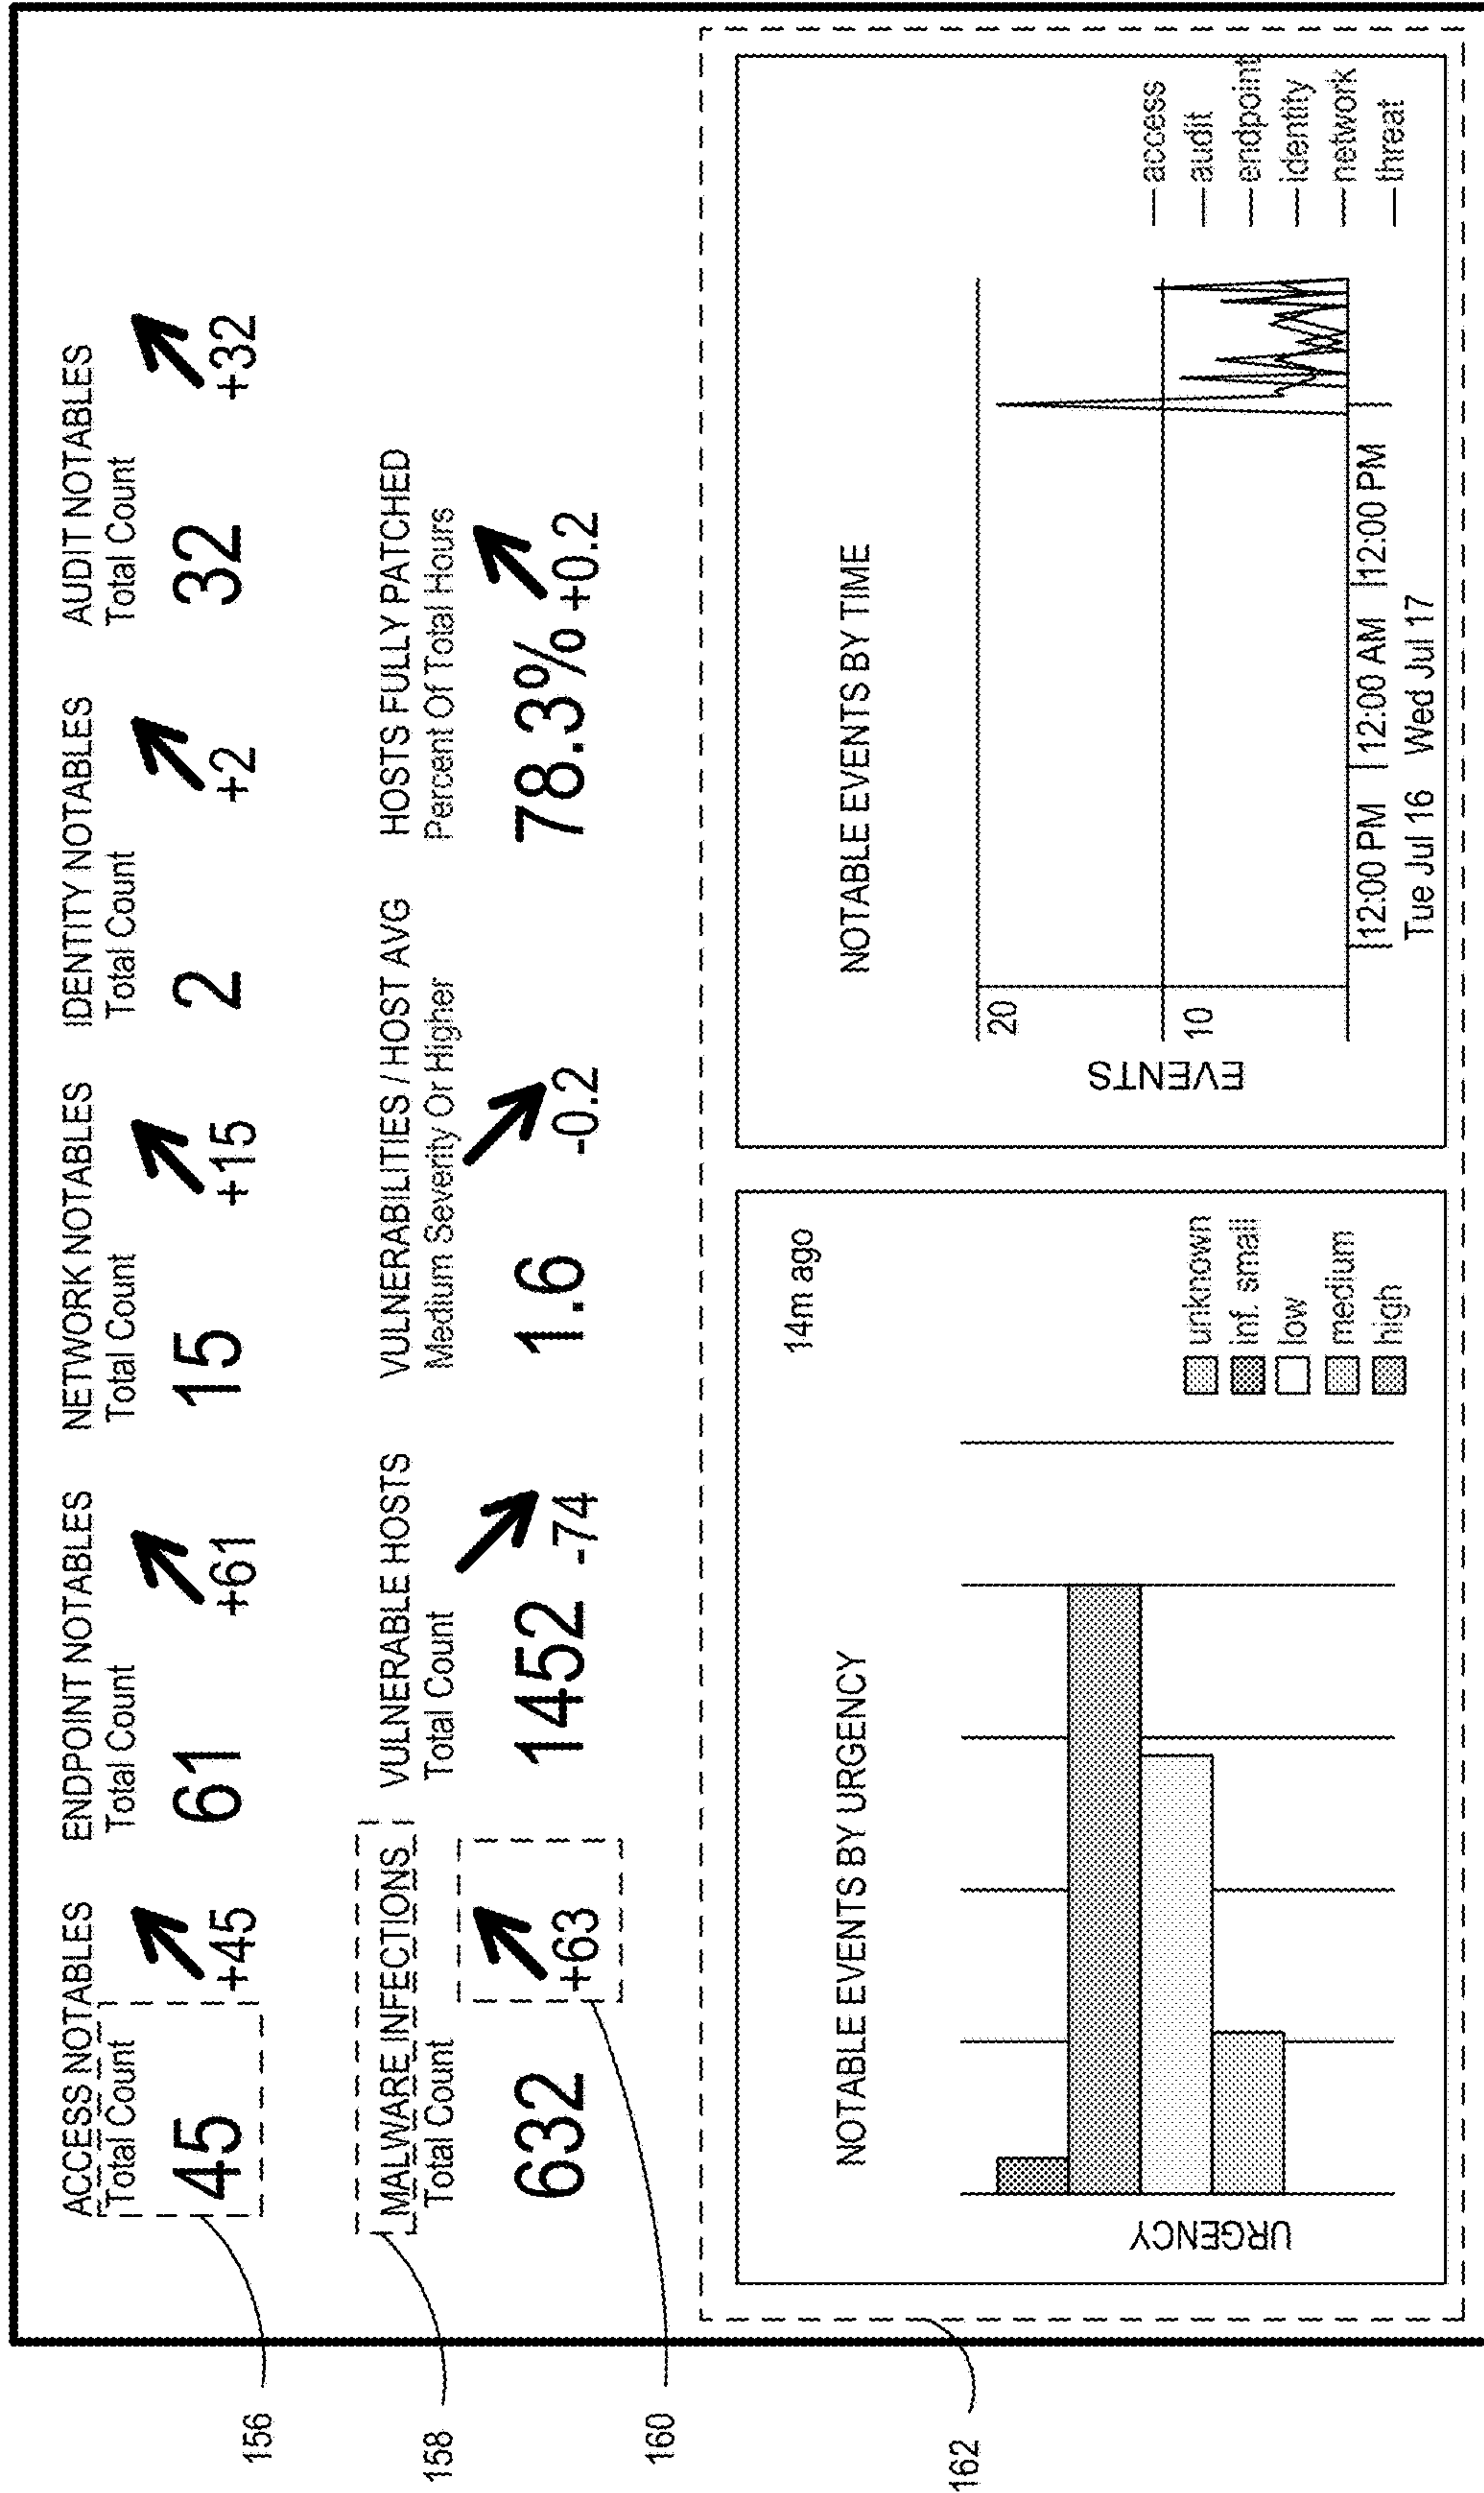 ACCESS NOTABLES
Total Count
45
+45
ENDPOINT NOTABLES
Total Count
61
+61
NETWORK NOTABLES
Total Count
15
+15
IDENTITY NOTABLES
Total Count
2
+2
AUDIT NOTABLES
Total Count
32
+32
MALWARE INFECTIONS
Total Count
632
+63
VULNERABLE HOSTS
Total Count
1452
-74
VULNERABILITIES / HOST AVG
Medium Severity Or Higher
1.6
-0.2
HOSTS FULLY PATCHED
Percent Of Total Hours
78.3%
+0.2
156
158
160
162
NOTABLE EVENTS BY URGENCY
14m ago
URGENCY
unknown
inf. small
low
medium
high
NOTABLE EVENTS BY TIME
EVENTS
20
10
12:00 PM
12:00 AM
12:00 PM
Tue Jul 16
Wed Jul 17
access
audit
endpoint
identity
network
threat